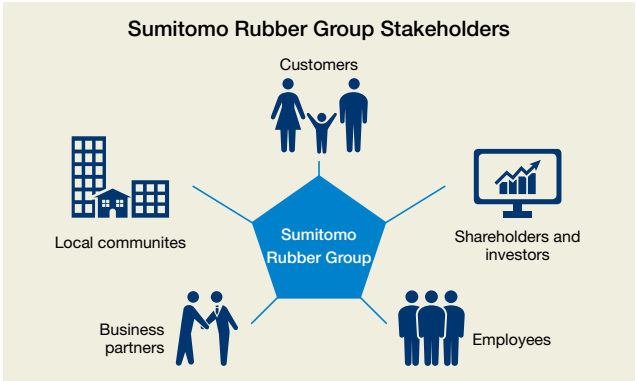 Sumitomo Rubber Group Stakeholders
Customers
Local communites
Sumitomo
Rubber Group
Shareholders and
investors
Business
partners
Employees